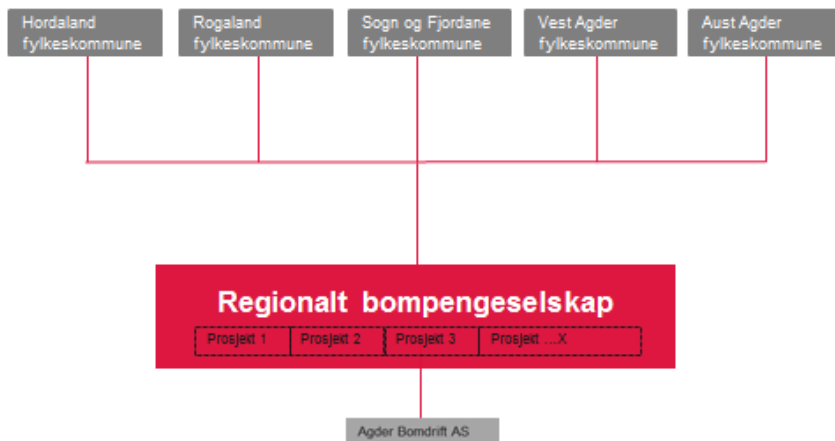 Hordaland
fylkeskommune
Rogaland
fylkeskommune
Sogn og Fjordane
fylkeskommune
Vest Agder
fylkeskommune
Aust Agder
fylkeskommune
Regionalt bompengeselskap
Prosjekt 1
Prosjekt 2
Prosjekt 3
Prosjekt ...X
Agder Bomdrift AS